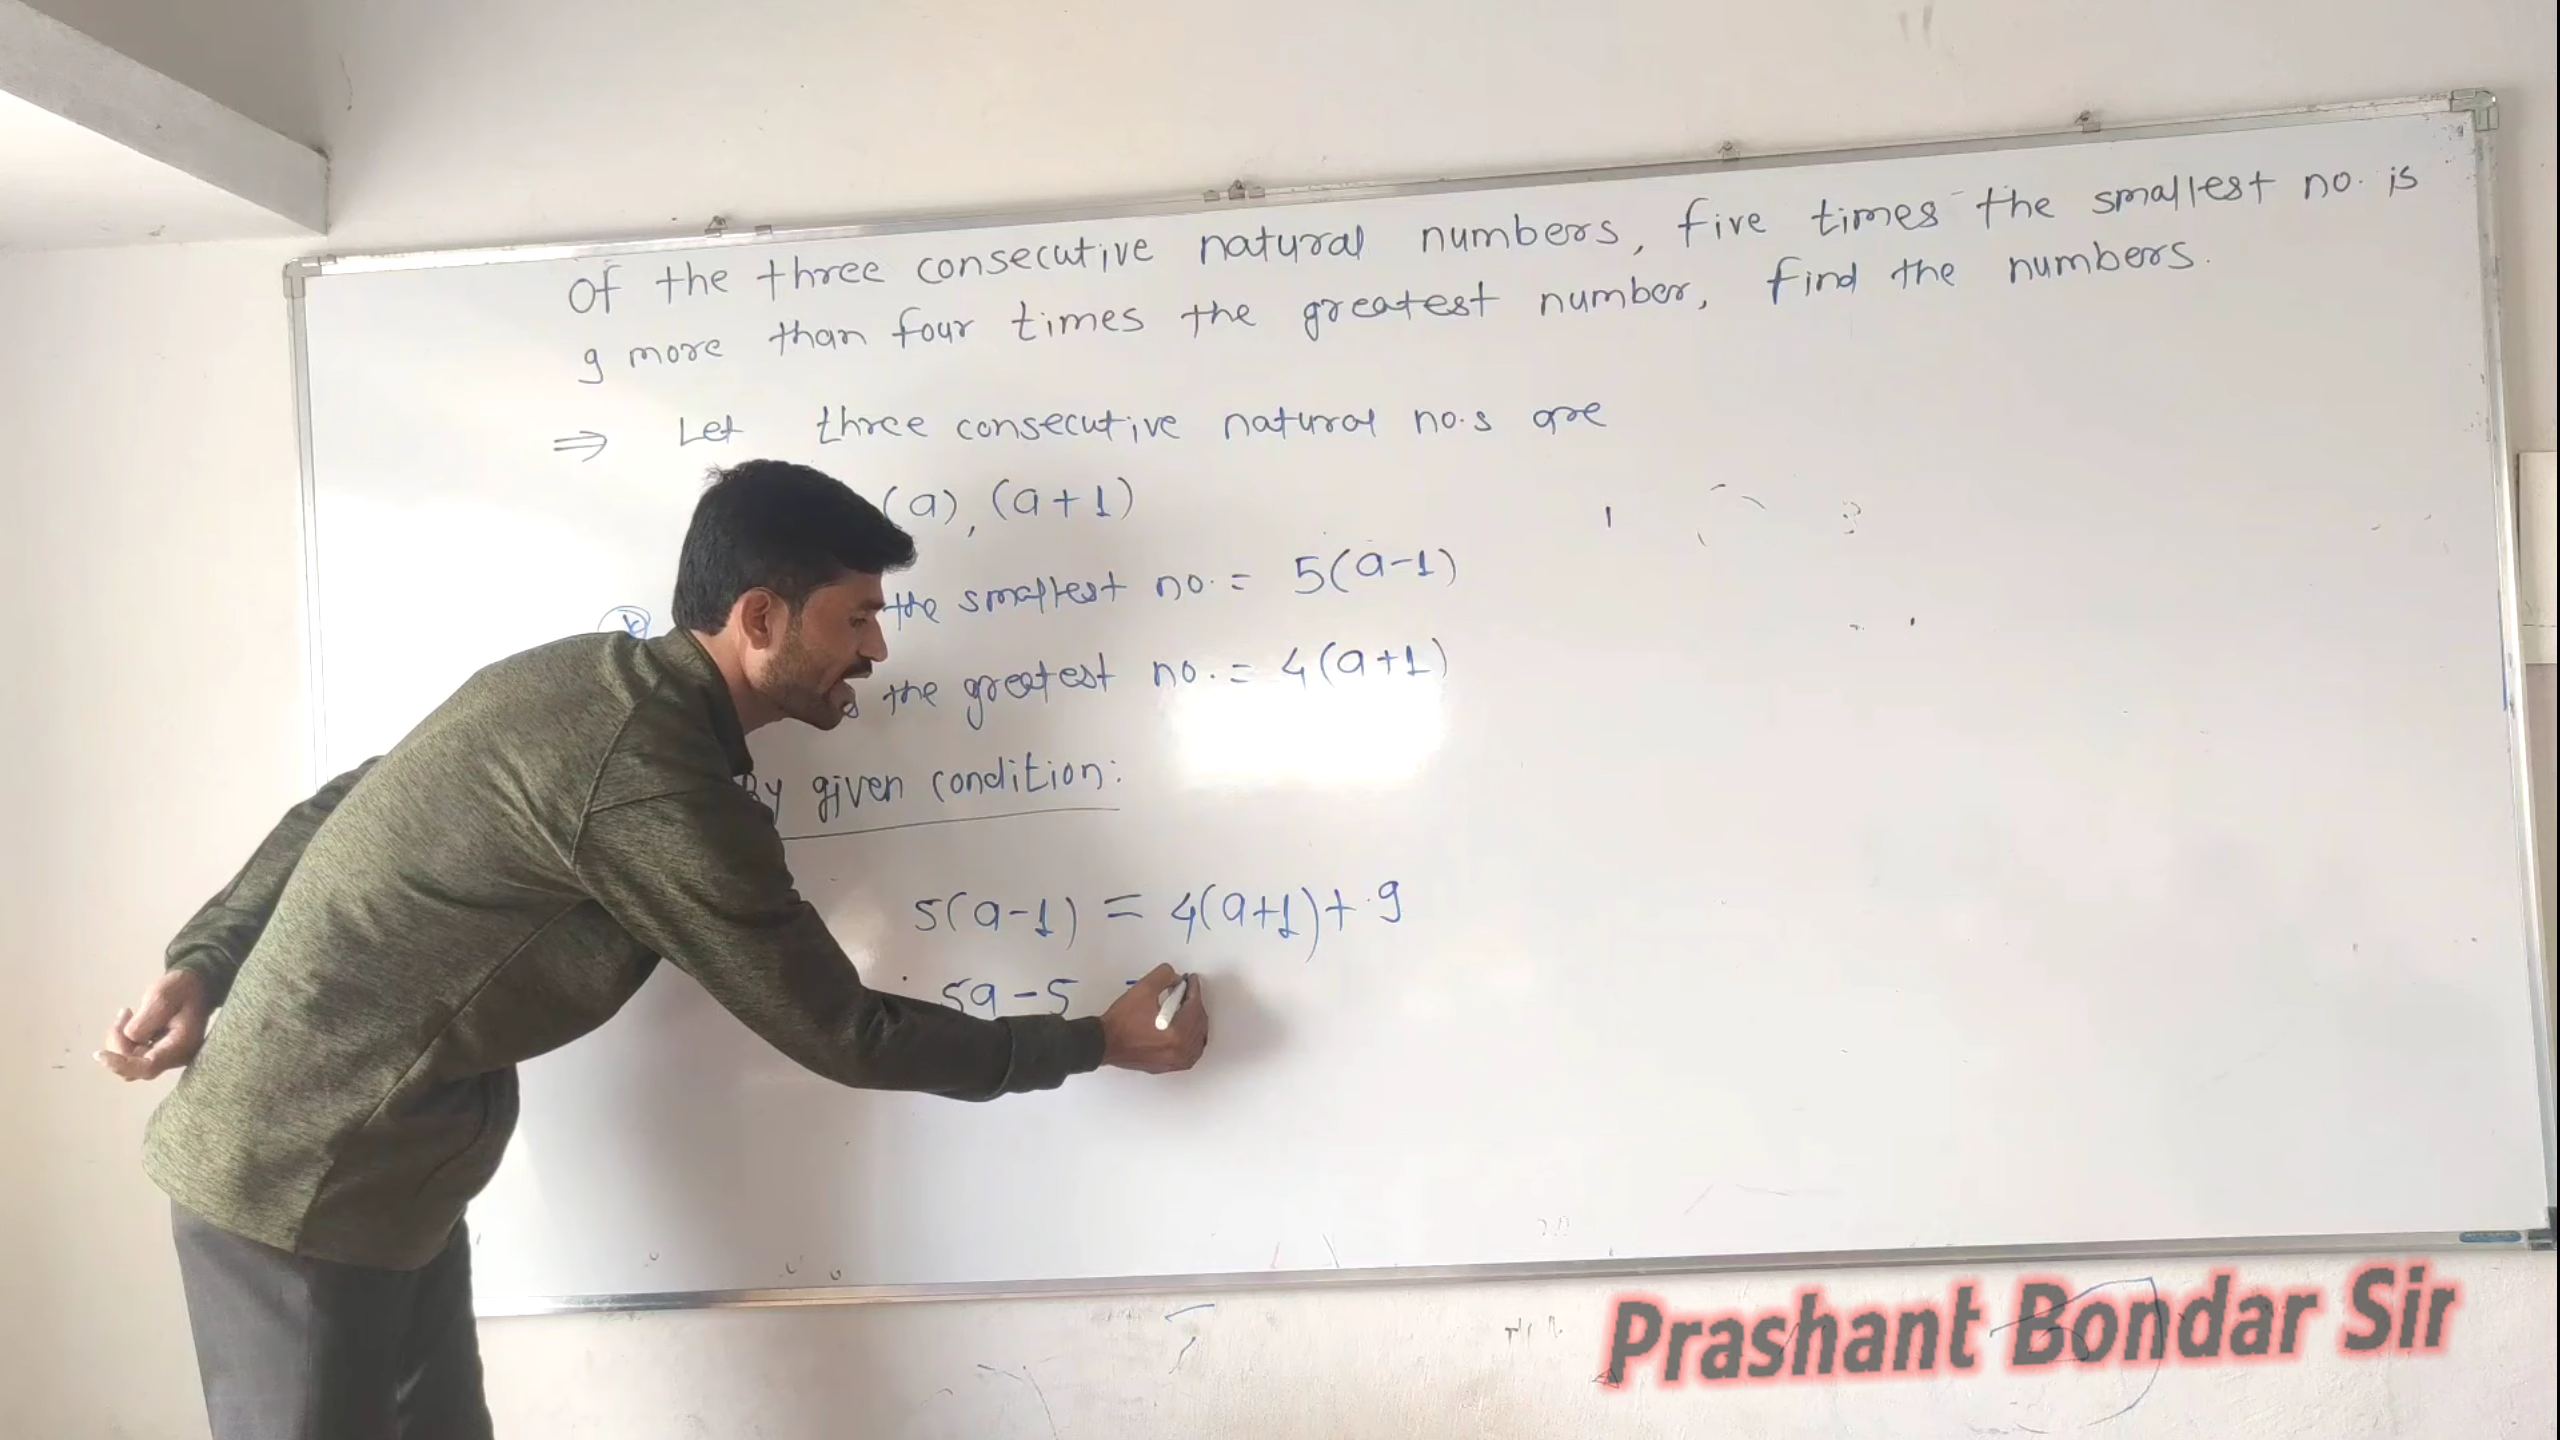 Of the three consecutive natural numbers, five times the smallest no. is
9 more than four times the greatest number, find the numbers.
⇒ Let three consecutive natural no.s are
(a), (a+1)
the smallest no. = 5(a-1)
the greatest no. = 4(a+1)
By given condition:
5(a-1) = 4(a+1)+9
5a-5 =
Prashant Bondar Sir